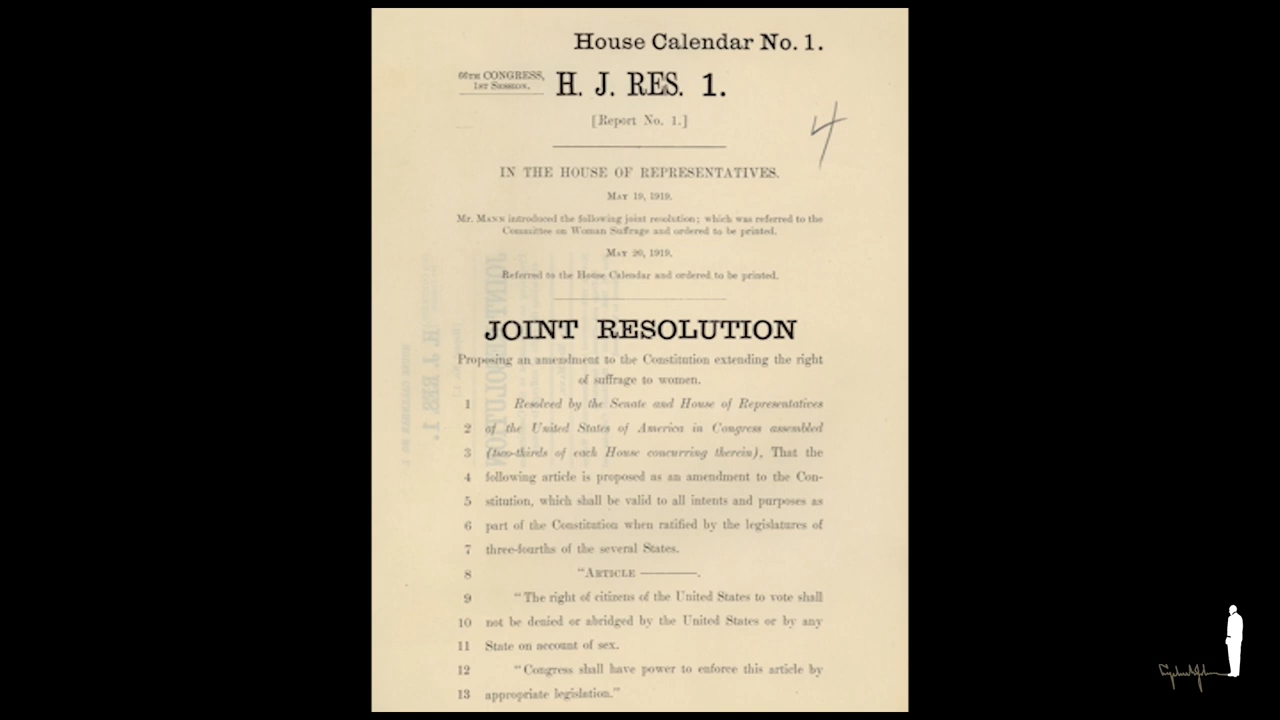 House Calendar No. 1.
66TH CONGRESS,
1ST SESSION.
H. J. RES. 1.
[Report No. 1.]
4
IN THE HOUSE OF REPRESENTATIVES.
MAY 19, 1919.
Mr. MANN introduced the following joint resolution; which was referred to the
Committee on Woman Suffrage and ordered to be printed.
MAY 20, 1919.
Referred to the House Calendar and ordered to be printed.
JOINT RESOLUTION
Proposing an amendment to the Constitution extending the right
of suffrage to women.
1 Resolved by the Senate and House of Representatives
2 of the United States of America in Congress assembled
3 (two-thirds of each House concurring therein), That the
4 following article is proposed as an amendment to the Con-
5 stitution, which shall be valid to all intents and purposes as
6 part of the Constitution when ratified by the legislatures of
7 three-fourths of the several States.
8 "ARTICLE ———.
9 "The right of citizens of the United States to vote shall
10 not be denied or abridged by the United States or by any
11 State on account of sex.
12 "Congress shall have power to enforce this article by
13 appropriate legislation."